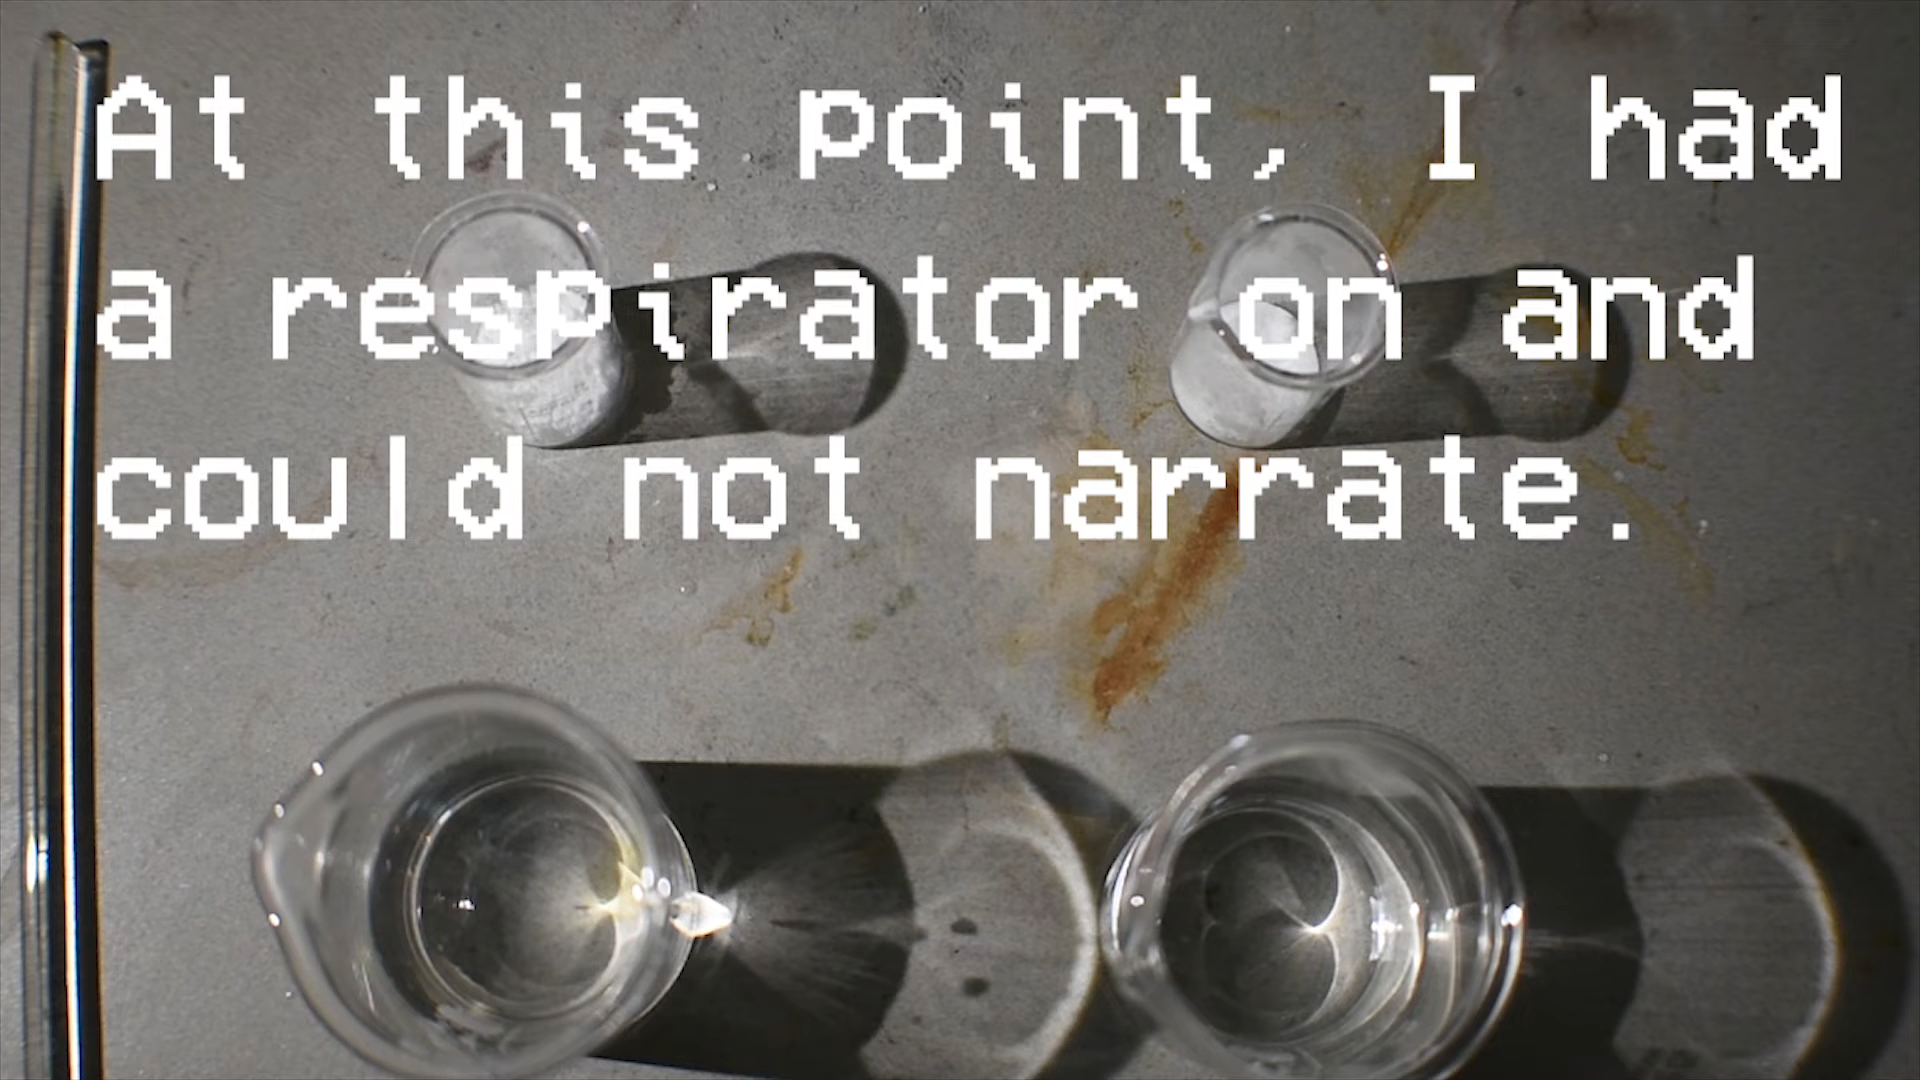 At this point, I had
a respirator on and
could not narrate.